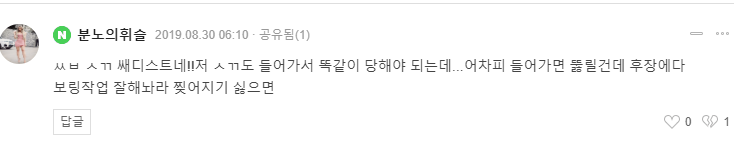 N 분노의휘슬 2019.08.30 06:10 · 공유됨(1)
ㅆㅂ ㅅㄲ 쌔디스트네!!저 ㅅㄲ도 들어가서 똑같이 당해야 되는데...어차피 들어가면 뚫릴건데 후장에다
보링작업 잘해놔라 찢어지기 싫으면
답글 0 1